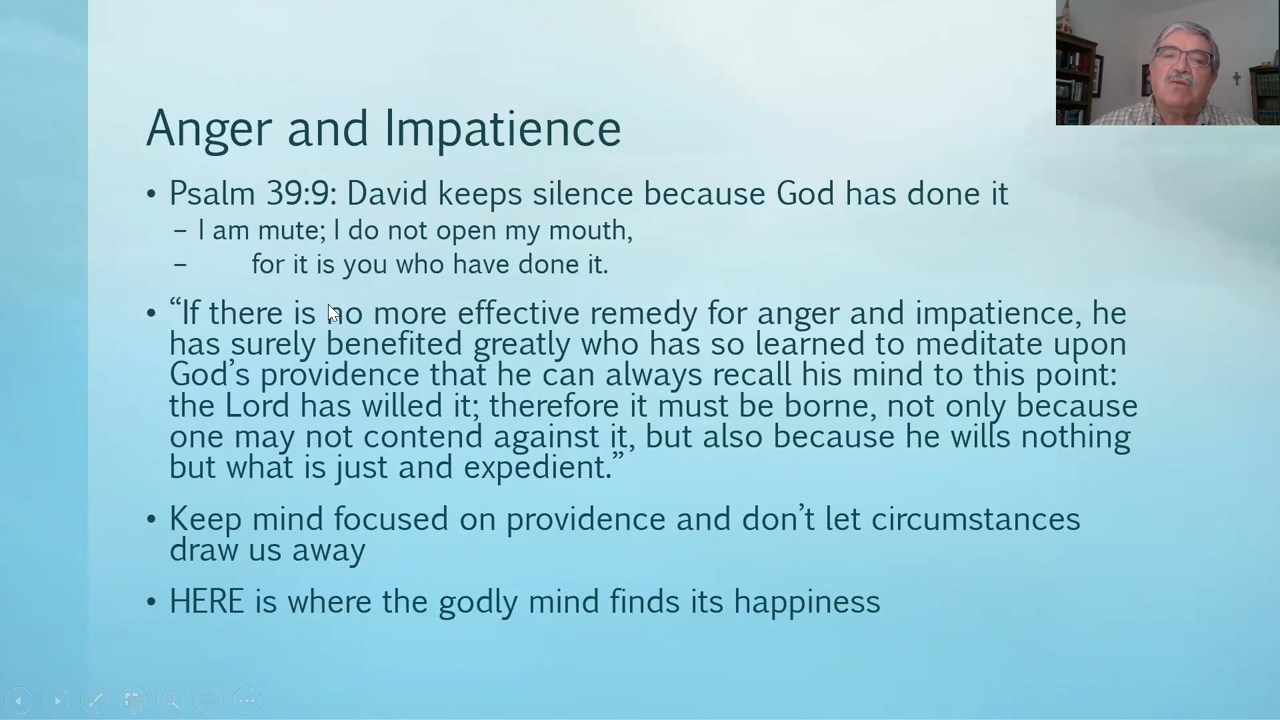 Anger and Impatience
• Psalm 39:9: David keeps silence because God has done it
– I am mute; I do not open my mouth,
– for it is you who have done it.
• “If there is no more effective remedy for anger and impatience, he
has surely benefited greatly who has so learned to meditate upon
God’s providence that he can always recall his mind to this point:
the Lord has willed it; therefore it must be borne, not only because
one may not contend against it, but also because he wills nothing
but what is just and expedient.”
• Keep mind focused on providence and don’t let circumstances
draw us away
• HERE is where the godly mind finds its happiness